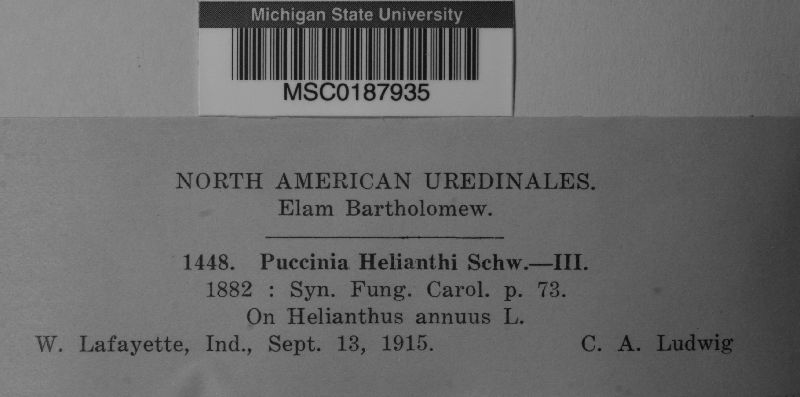 Michigan State University
MSC0187935
NORTH AMERICAN UREDINALES.
Elam Bartholomew.
1448. Puccinia Helianthi Schw.—III.
1882 : Syn. Fung. Carol. p. 73.
On Helianthus annuus L.
W. Lafayette, Ind., Sept. 13, 1915. C. A. Ludwig